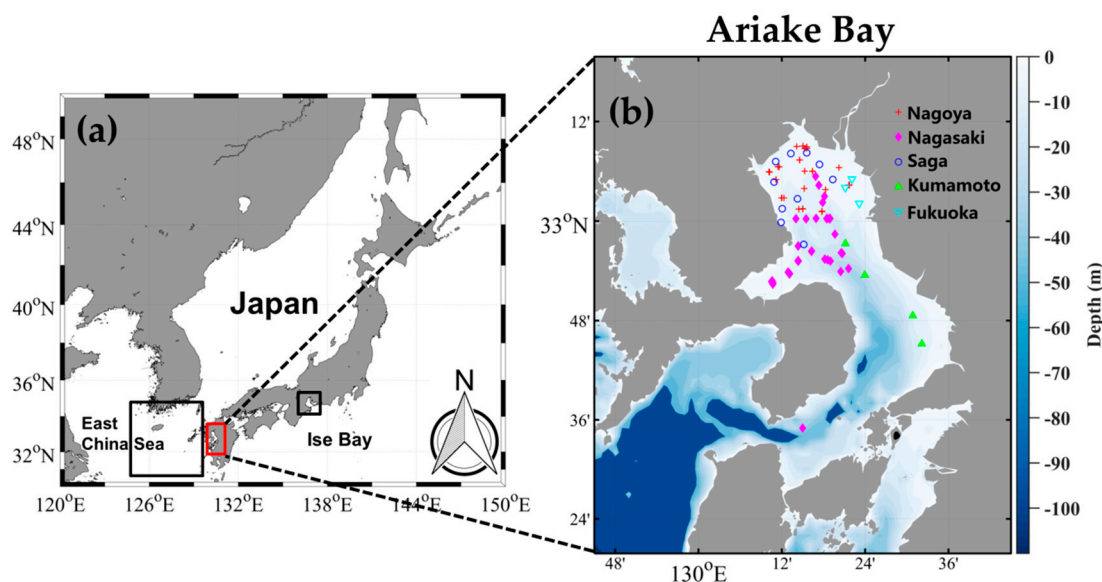 Ariake Bay
(a)
48°N
44°N
40°N
36°N
32°N
120°E
126°E
132°E
138°E
144°E
150°E
Japan
East
China Sea
Ise Bay
N
(b)
Nagoya
Nagasaki
Saga
Kumamoto
Fukuoka
12'
33°N
48'
36'
24'
48'
130°E
12'
24'
36'
0
-10
-20
-30
-40
-50
-60
-70
-80
-90
-100
Depth (m)